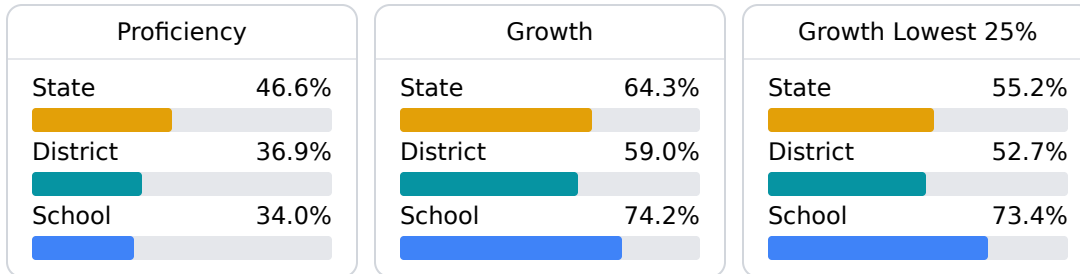 Proficiency
State 46.6%
District 36.9%
School 34.0%
Growth
State 64.3%
District 59.0%
School 74.2%
Growth Lowest 25%
State 55.2%
District 52.7%
School 73.4%